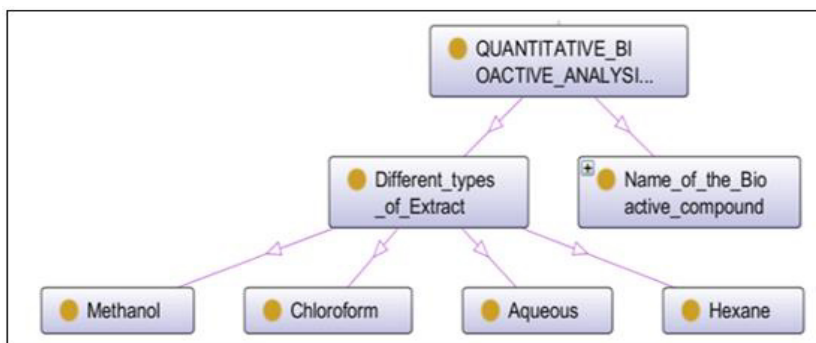 QUANTITATIVE_BI
OACTIVE_ANALYSI...
Different_types
_of_Extract
Name_of_the_Bio
active_compound
Methanol
Chloroform
Aqueous
Hexane